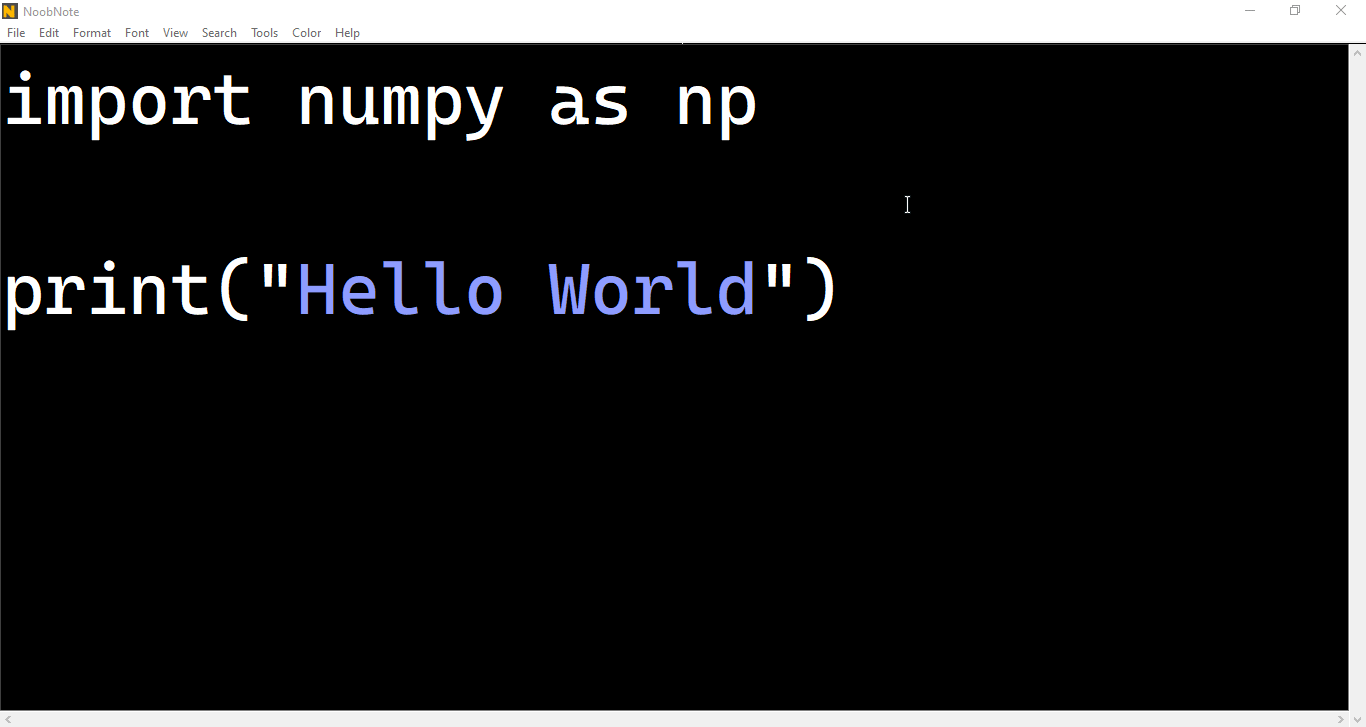 NoobNote
File Edit Format Font View Search Tools Color Help
import numpy as np
print("Hello World")